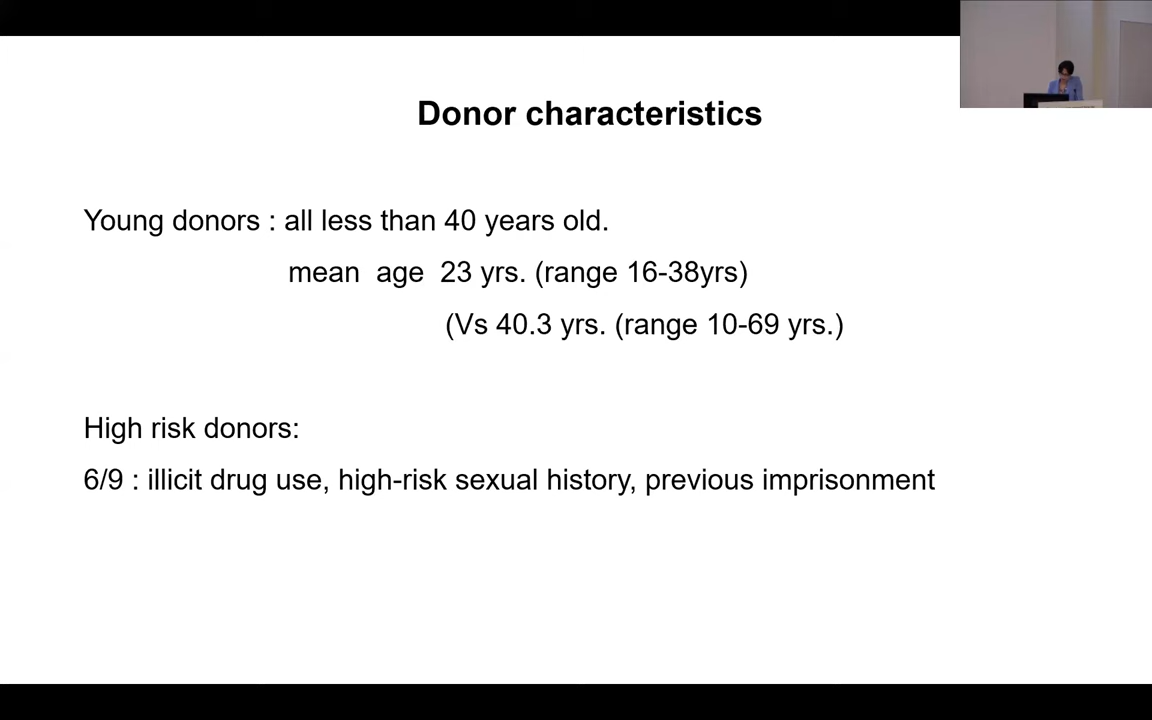 Donor characteristics
Young donors : all less than 40 years old.
mean age 23 yrs. (range 16-38yrs)
(Vs 40.3 yrs. (range 10-69 yrs.)
High risk donors:
6/9 : illicit drug use, high-risk sexual history, previous imprisonment